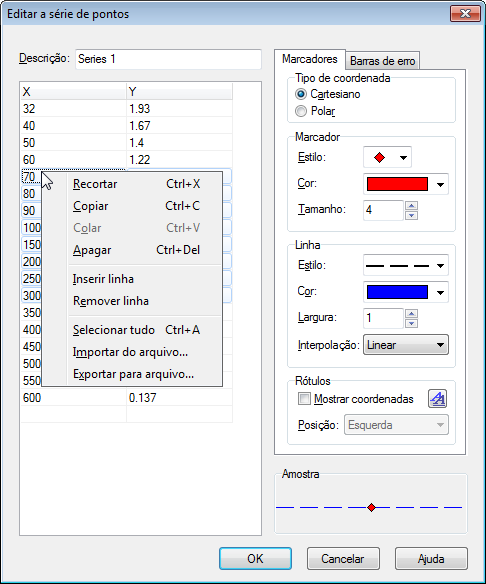 Editar a série de pontos
Descrição: Series 1
X Y
32 1.93
40 1.67
50 1.4
60 1.22
70
80
90
100
150
200
250
300
350
400
450
500
550
600 0.137
Recortar Ctrl+X
Copiar Ctrl+C
Colar Ctrl+V
Apagar Ctrl+Del
Inserir linha
Remover linha
Selecionar tudo Ctrl+A
Importar do arquivo...
Exportar para arquivo...
Marcadores Barras de erro
Tipo de coordenada
Cartesiano
Polar
Marcador
Estilo:
Cor:
Tamanho: 4
Linha
Estilo:
Cor:
Largura: 1
Interpolação: Linear
Rótulos
Mostrar coordenadas
Posição: Esquerda
Amostra
OK Cancelar Ajuda